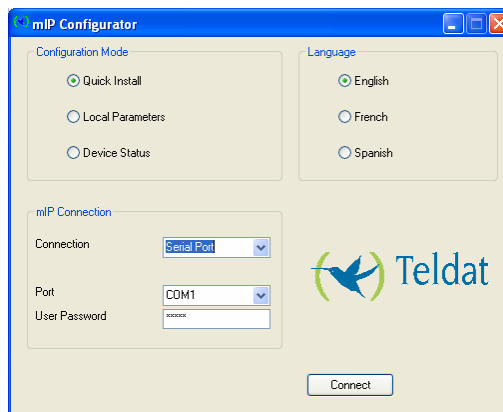 mIP Configurator
Configuration Mode
Quick Install
Local Parameters
Device Status
Language
English
French
Spanish
mIP Connection
Connection
Serial Port
Port
COM1
User Password
*****
Teldat
Connect